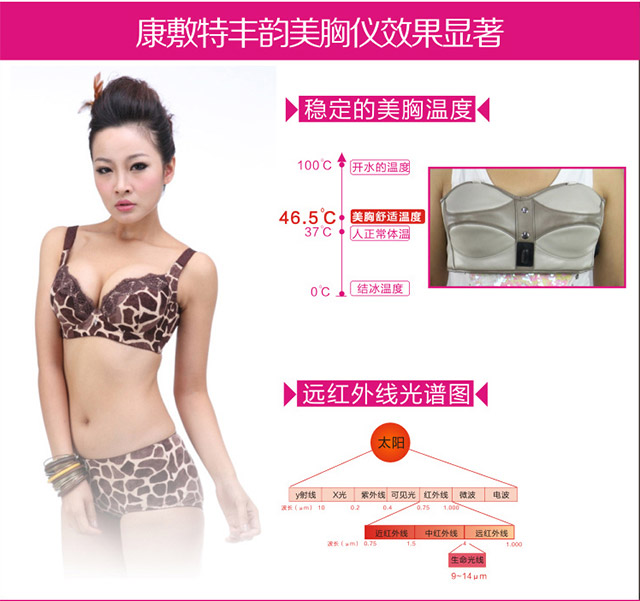 康敷特丰韵美胸仪效果显著
稳定的美胸温度
100℃ 开水的温度
46.5℃ 美胸舒适温度
37℃ 人正常体温
0℃ 结冰温度
远红外线光谱图
太阳
y射线 X光 紫外线 可见光 红外线 微波 电波
波长(μm) 10 0.2 0.4 0.75 1.000
近红外线 中红外线 远红外线
波长(μm) 0.75 1.5 4 1.000
生命光线
9~14μm